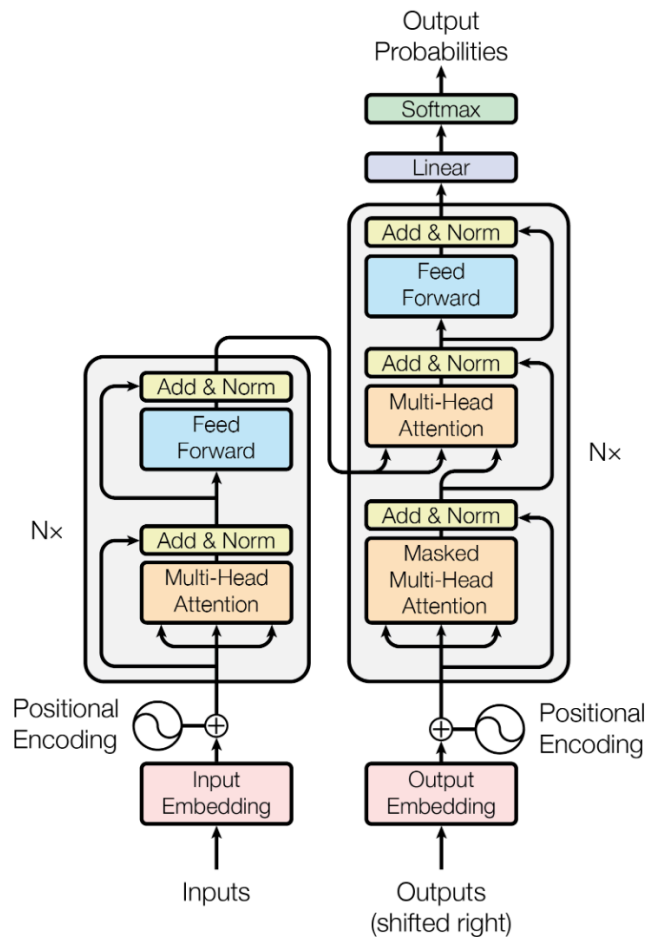 Output
Probabilities
Softmax
Linear
Add & Norm
Feed
Forward
Add & Norm
Multi-Head
Attention
Add & Norm
Masked
Multi-Head
Attention
N×
Add & Norm
Feed
Forward
Add & Norm
Multi-Head
Attention
N×
Positional
Encoding
Positional
Encoding
Input
Embedding
Output
Embedding
Inputs
Outputs
(shifted right)